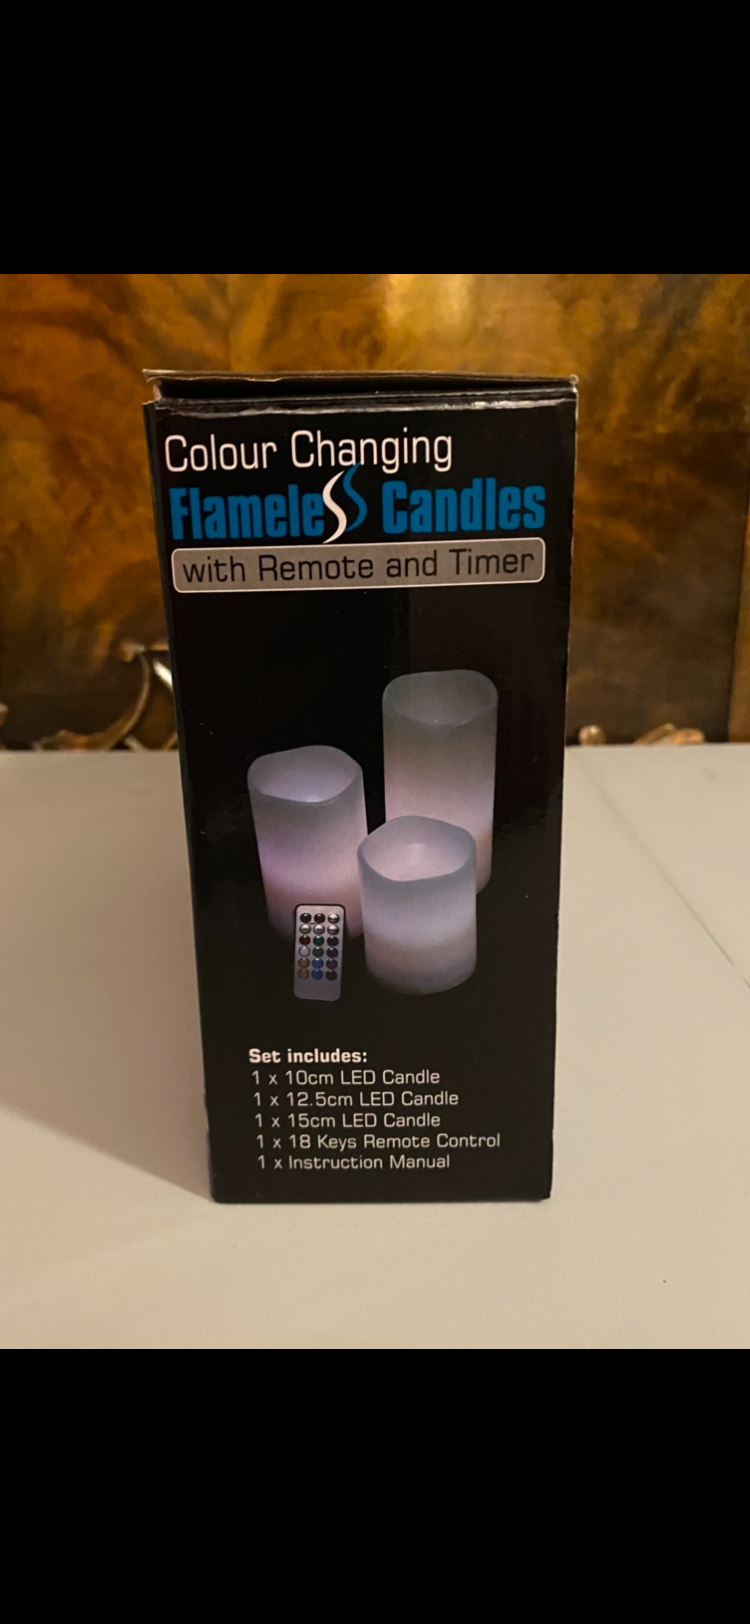 Colour Changing
Flameless Candles
with Remote and Timer
Set includes:
1 x 10cm LED Candle
1 x 12.5cm LED Candle
1 x 15cm LED Candle
1 x 18 Keys Remote Control
1 x Instruction Manual